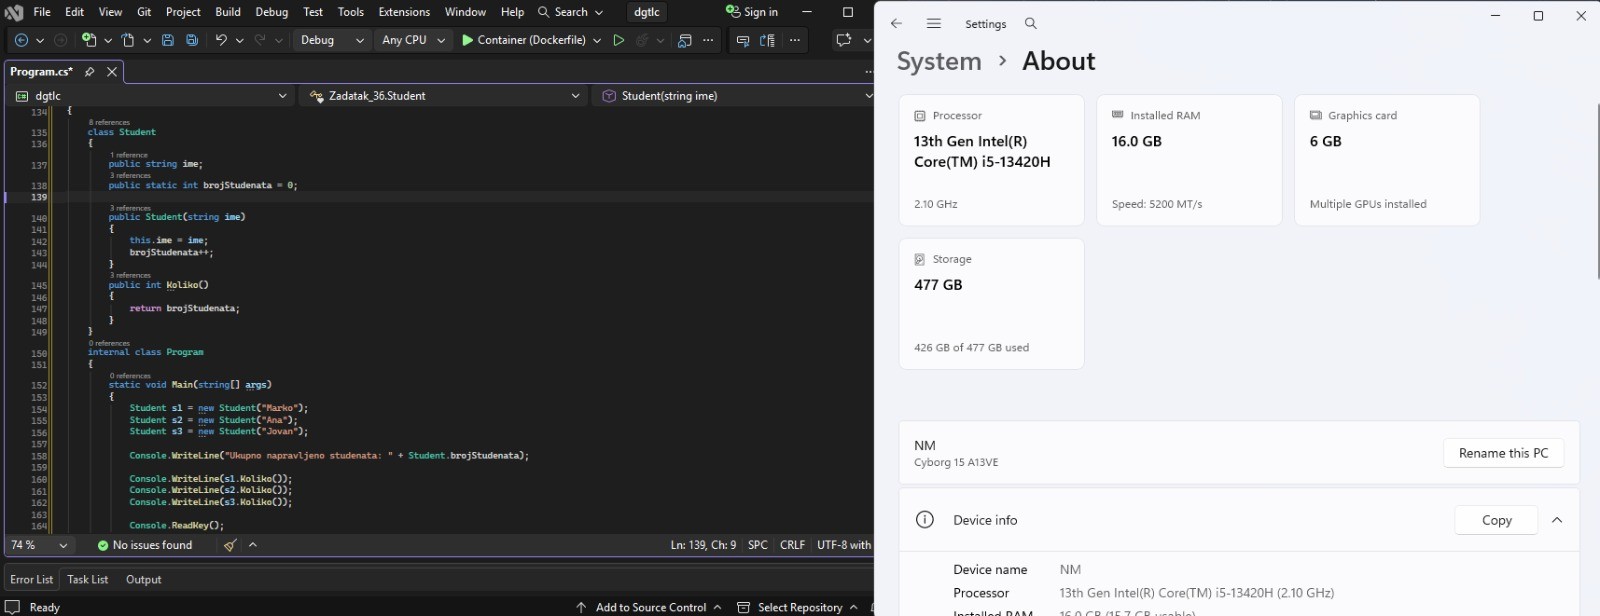 File Edit View Git Project Build Debug Test Tools Extensions Window Help Search dgtlc Sign in
Debug Any CPU Container (Dockerfile)
Program.cs*
dgtlc Zadatak_36.Student Student(string ime)
134 {
8 references
135 class Student
136 {
1 reference
137 public string ime;
3 references
138 public static int brojStudenata = 0;
139
3 references
140 public Student(string ime)
141 {
142 this.ime = ime;
143 brojStudenata++;
144 }
3 references
145 public int Koliko()
146 {
147 return brojStudenata;
148 }
149 }
0 references
150 internal class Program
151 {
0 references
152 static void Main(string[] args)
153 {
154 Student s1 = new Student("Marko");
155 Student s2 = new Student("Ana");
156 Student s3 = new Student("Jovan");
157
158 Console.WriteLine("Ukupno napravljeno studenata: " + Student.brojStudenata);
159
160 Console.WriteLine(s1.Koliko());
161 Console.WriteLine(s2.Koliko());
162 Console.WriteLine(s3.Koliko());
163
164 Console.ReadKey();
74 % No issues found Ln: 139, Ch: 9 SPC CRLF UTF-8 with
Error List Task List Output
Ready Add to Source Control Select Repository
Settings
System > About
Processor
13th Gen Intel(R)
Core(TM) i5-13420H
2.10 GHz
Installed RAM
16.0 GB
Speed: 5200 MT/s
Graphics card
6 GB
Multiple GPUs installed
Storage
477 GB
426 GB of 477 GB used
NM
Cyborg 15 A13VE
Rename this PC
Device info Copy
Device name NM
Processor 13th Gen Intel(R) Core(TM) i5-13420H (2.10 GHz)
Installed RAM 16.0 GB (15.7 GB usable)